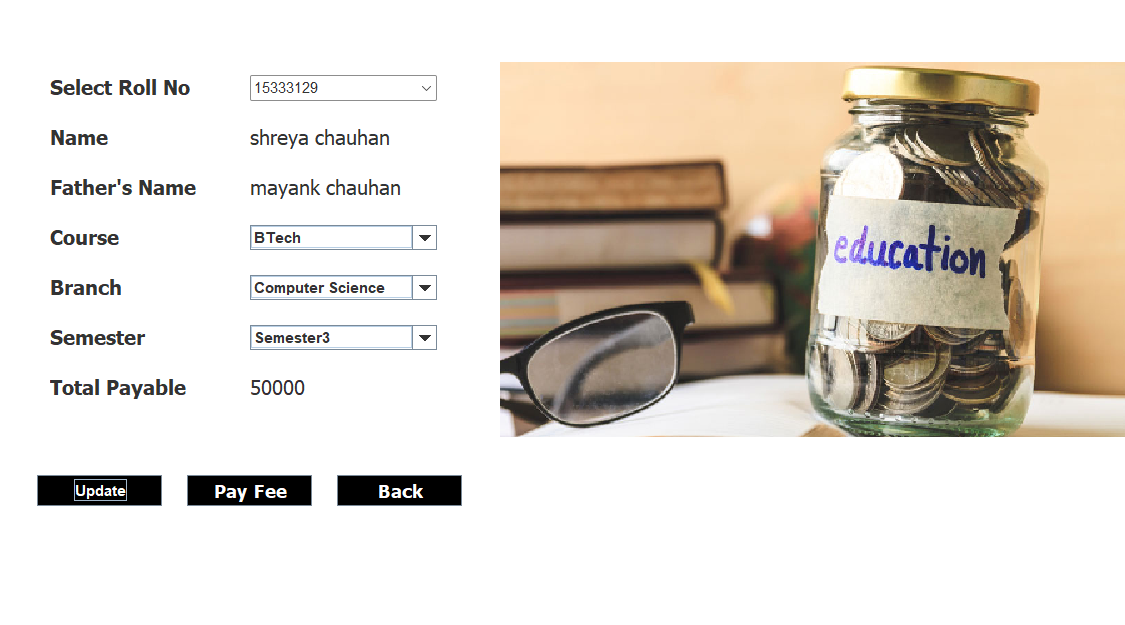 Select Roll No 15333129
Name shreya chauhan
Father's Name mayank chauhan
Course BTech
Branch Computer Science
Semester Semester3
Total Payable 50000
Update Pay Fee Back
education